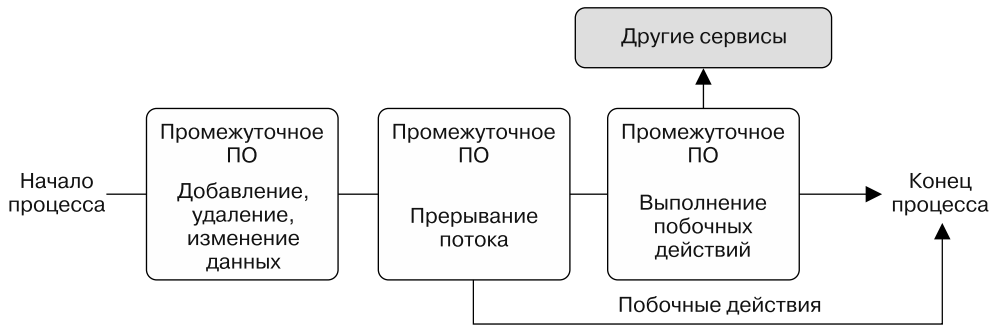 Другие сервисы
Начало
процесса
Промежуточное
ПО
Добавление,
удаление,
изменение
данных
Промежуточное
ПО
Прерывание
потока
Промежуточное
ПО
Выполнение
побочных
действий
Конец
процесса
Побочные действия